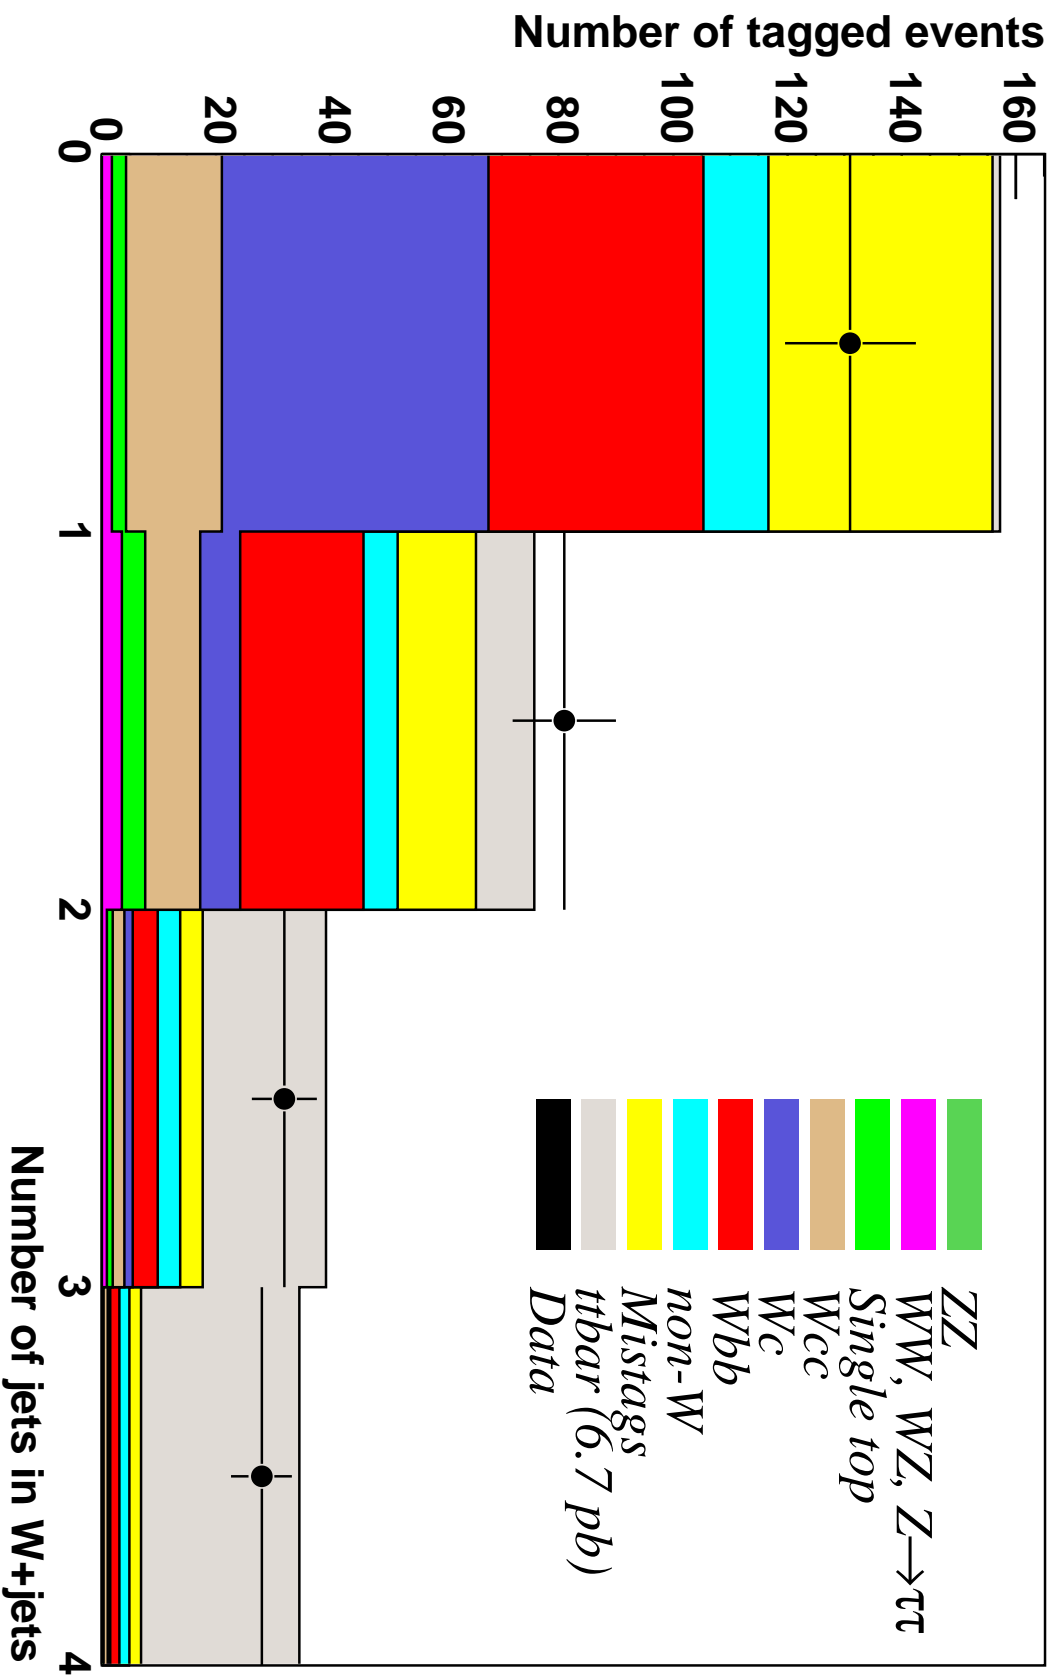 Number of tagged events
160
140
120
100
80
60
40
20
0
0
1
2
3
4
Number of jets in W+jets
ZZ
WW, WZ, Z→ττ
Single top
Wcc
Wc
Wbb
non-W
Mistags
ttbar (6.7 pb)
Data